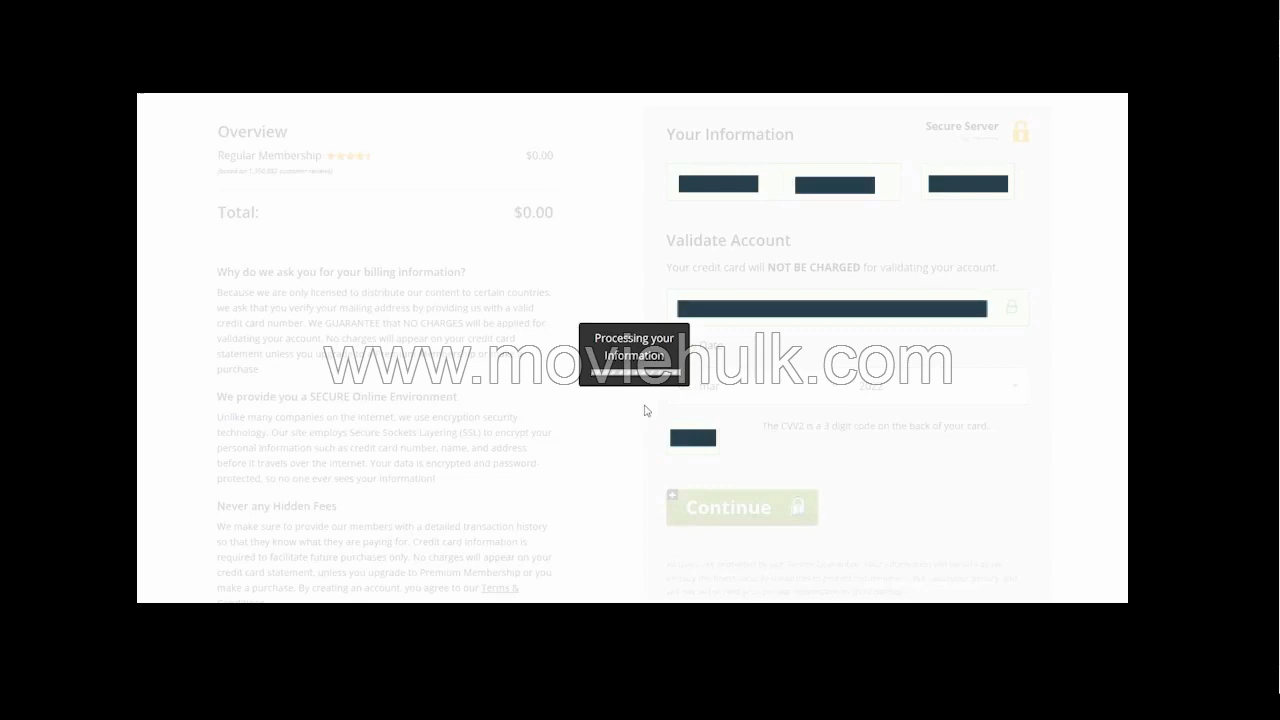 Overview
Regular Membership
$0.00
Total:
$0.00
Why do we ask you for your billing information?
Because we are only licensed to distribute our content to certain countries,
we ask that you verify your mailing address by providing us with a valid
credit card number. We GUARANTEE that NO CHARGES will be applied for
validating your account. No charges will appear on your credit card
statement unless you
purchase.
We provide you a SECURE Online Environment
Unlike many companies on the internet, we use encryption security
technology. Our site employs Secure Sockets Layering (SSL) to encrypt your
personal information such as credit card number, name, and address
before it travels over the internet. Your data is encrypted and password-
protected, so no one ever sees your information!
Never any Hidden Fees
We make sure to provide our members with a detailed transaction history
so that they know what they are paying for. Credit card information is
required to facilitate future purchases only. No charges will appear on your
credit card statement, unless you upgrade to Premium Membership or you
make a purchase. By creating an account, you agree to our Terms &
Conditions
Your Information
Secure Server
Validate Account
Your credit card will NOT BE CHARGED for validating your account.
Processing your
Information
www.moviehulk.com
Date
mar
2022
The CVV2 is a 3 digit code on the back of your card.
Continue